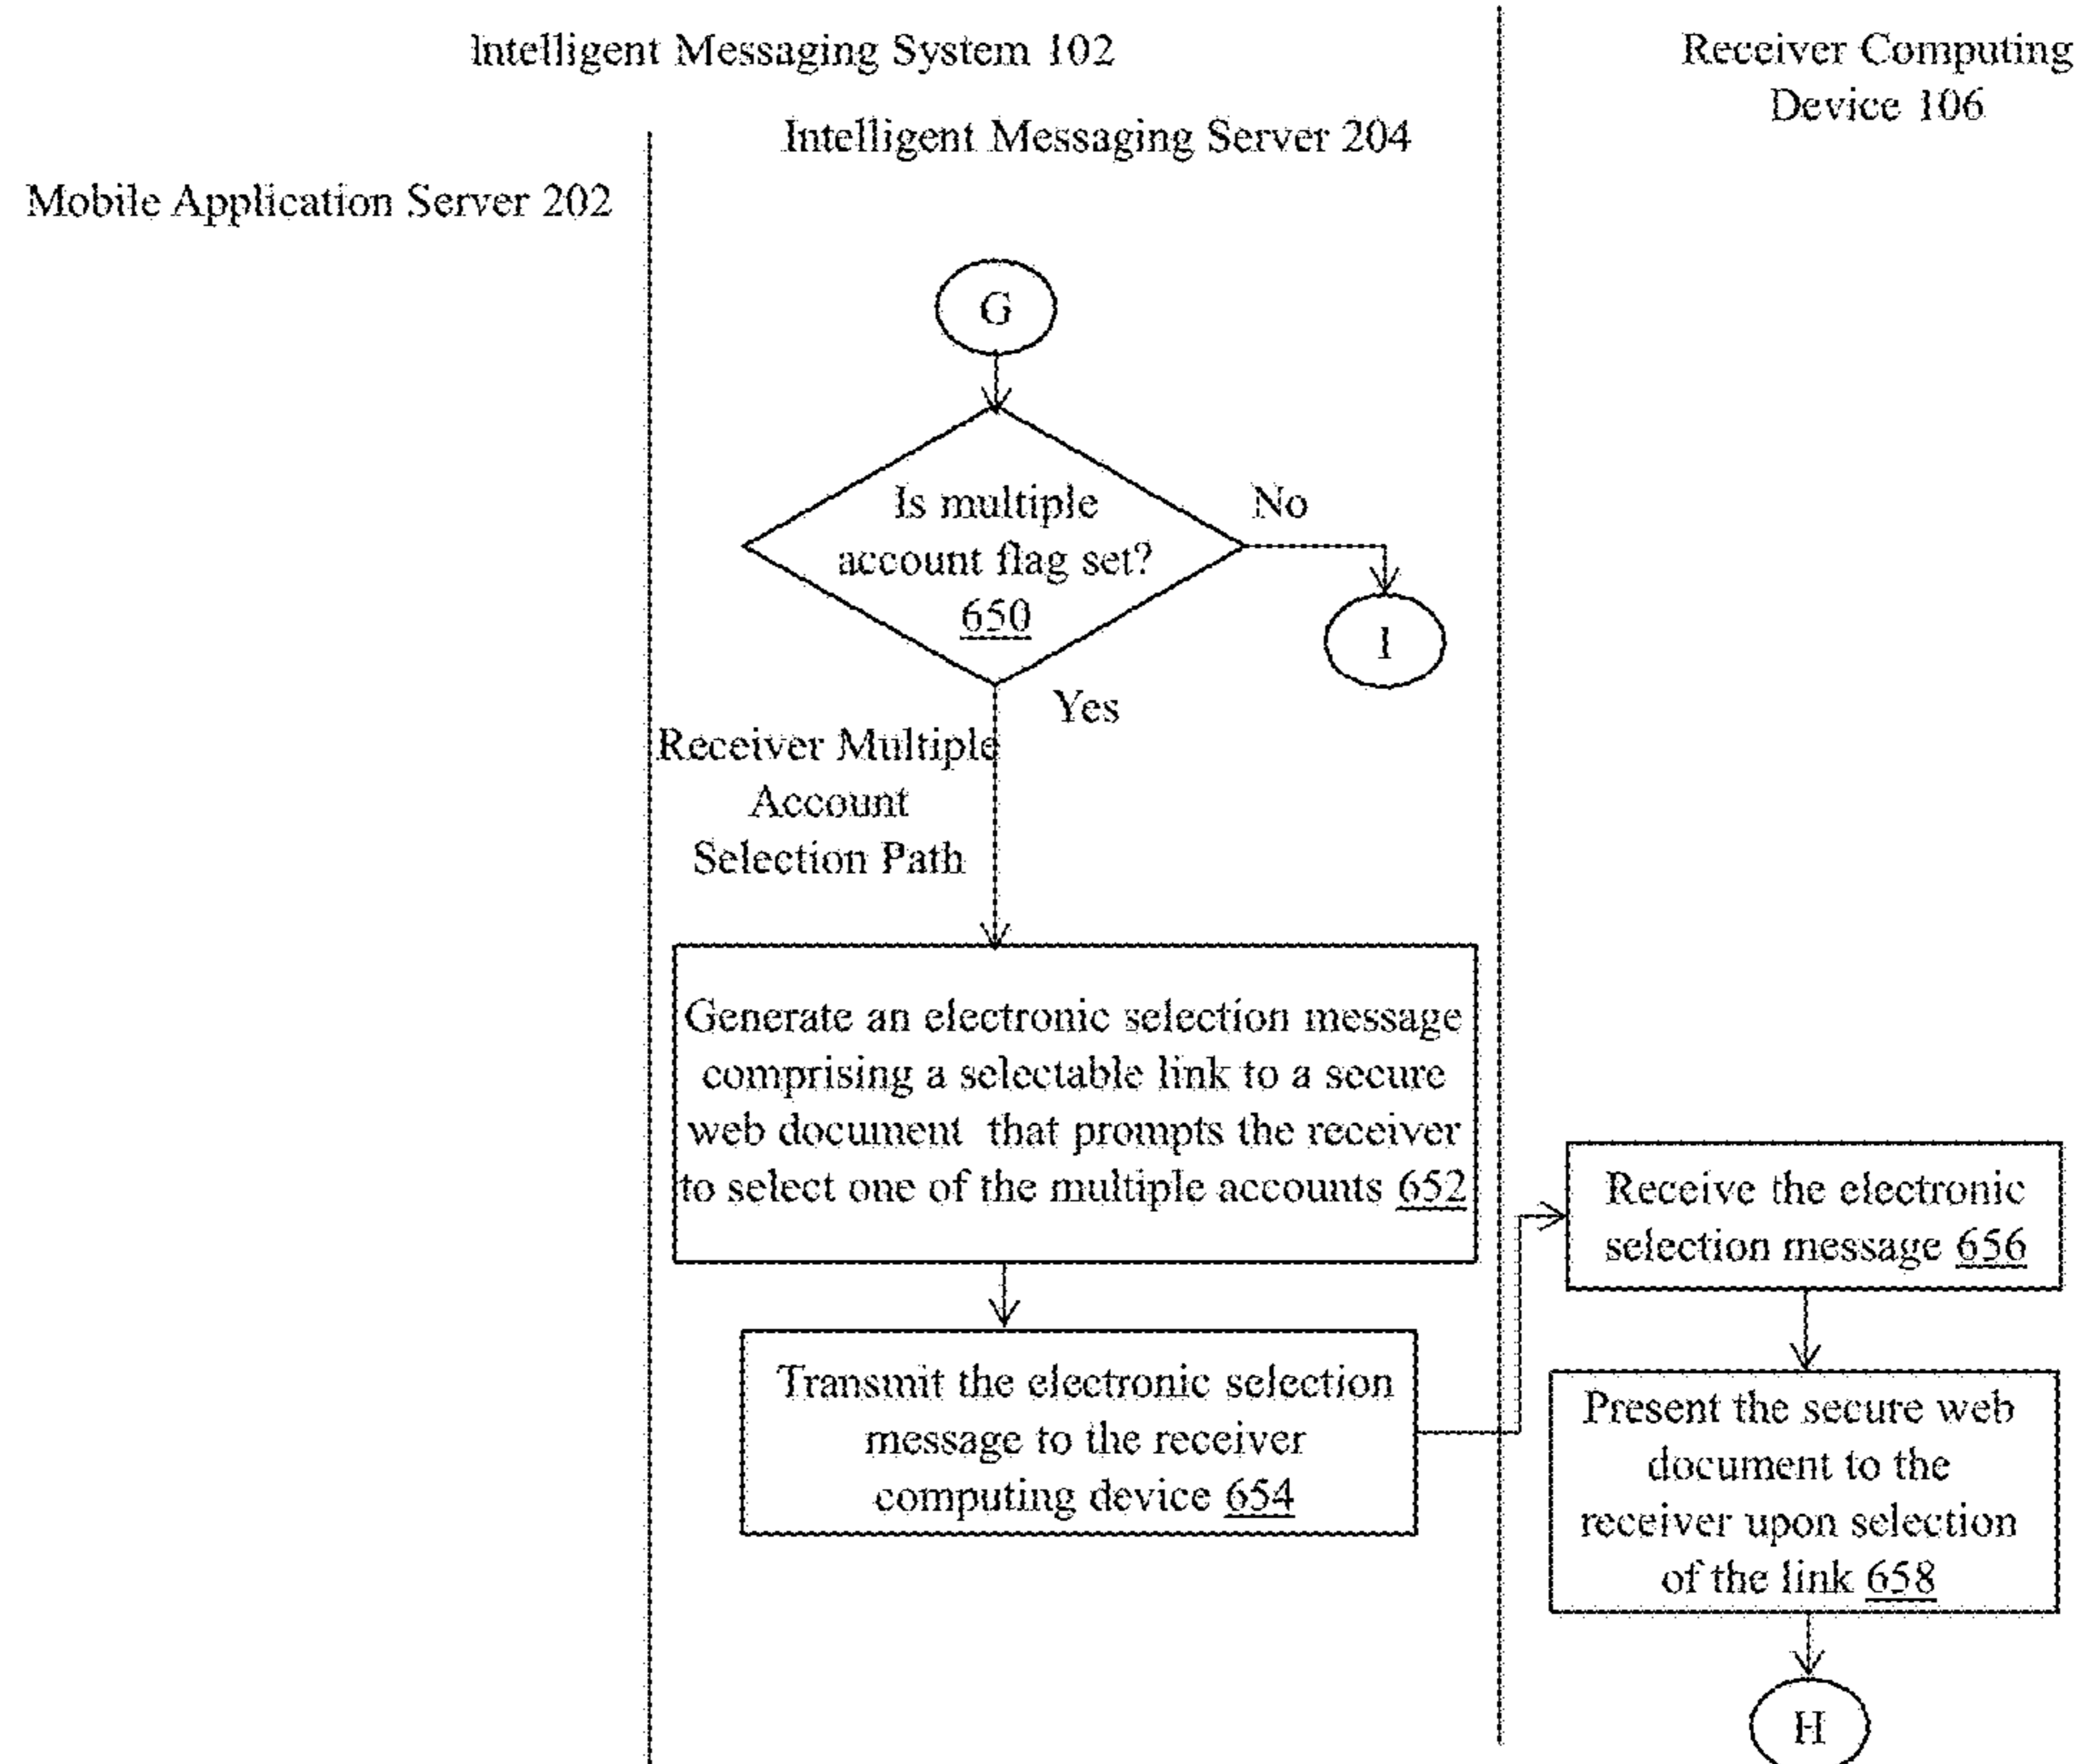 Intelligent Messaging System 102
Receiver Computing
Device 106
Intelligent Messaging Server 204
Mobile Application Server 202
G
Is multiple
account flag set?
650
No
I
Yes
Receiver Multiple
Account
Selection Path
Generate an electronic selection message
comprising a selectable link to a secure
web document that prompts the receiver
to select one of the multiple accounts 652
Transmit the electronic selection
message to the receiver
computing device 654
Receive the electronic
selection message 656
Present the secure web
document to the
receiver upon selection
of the link 658
H